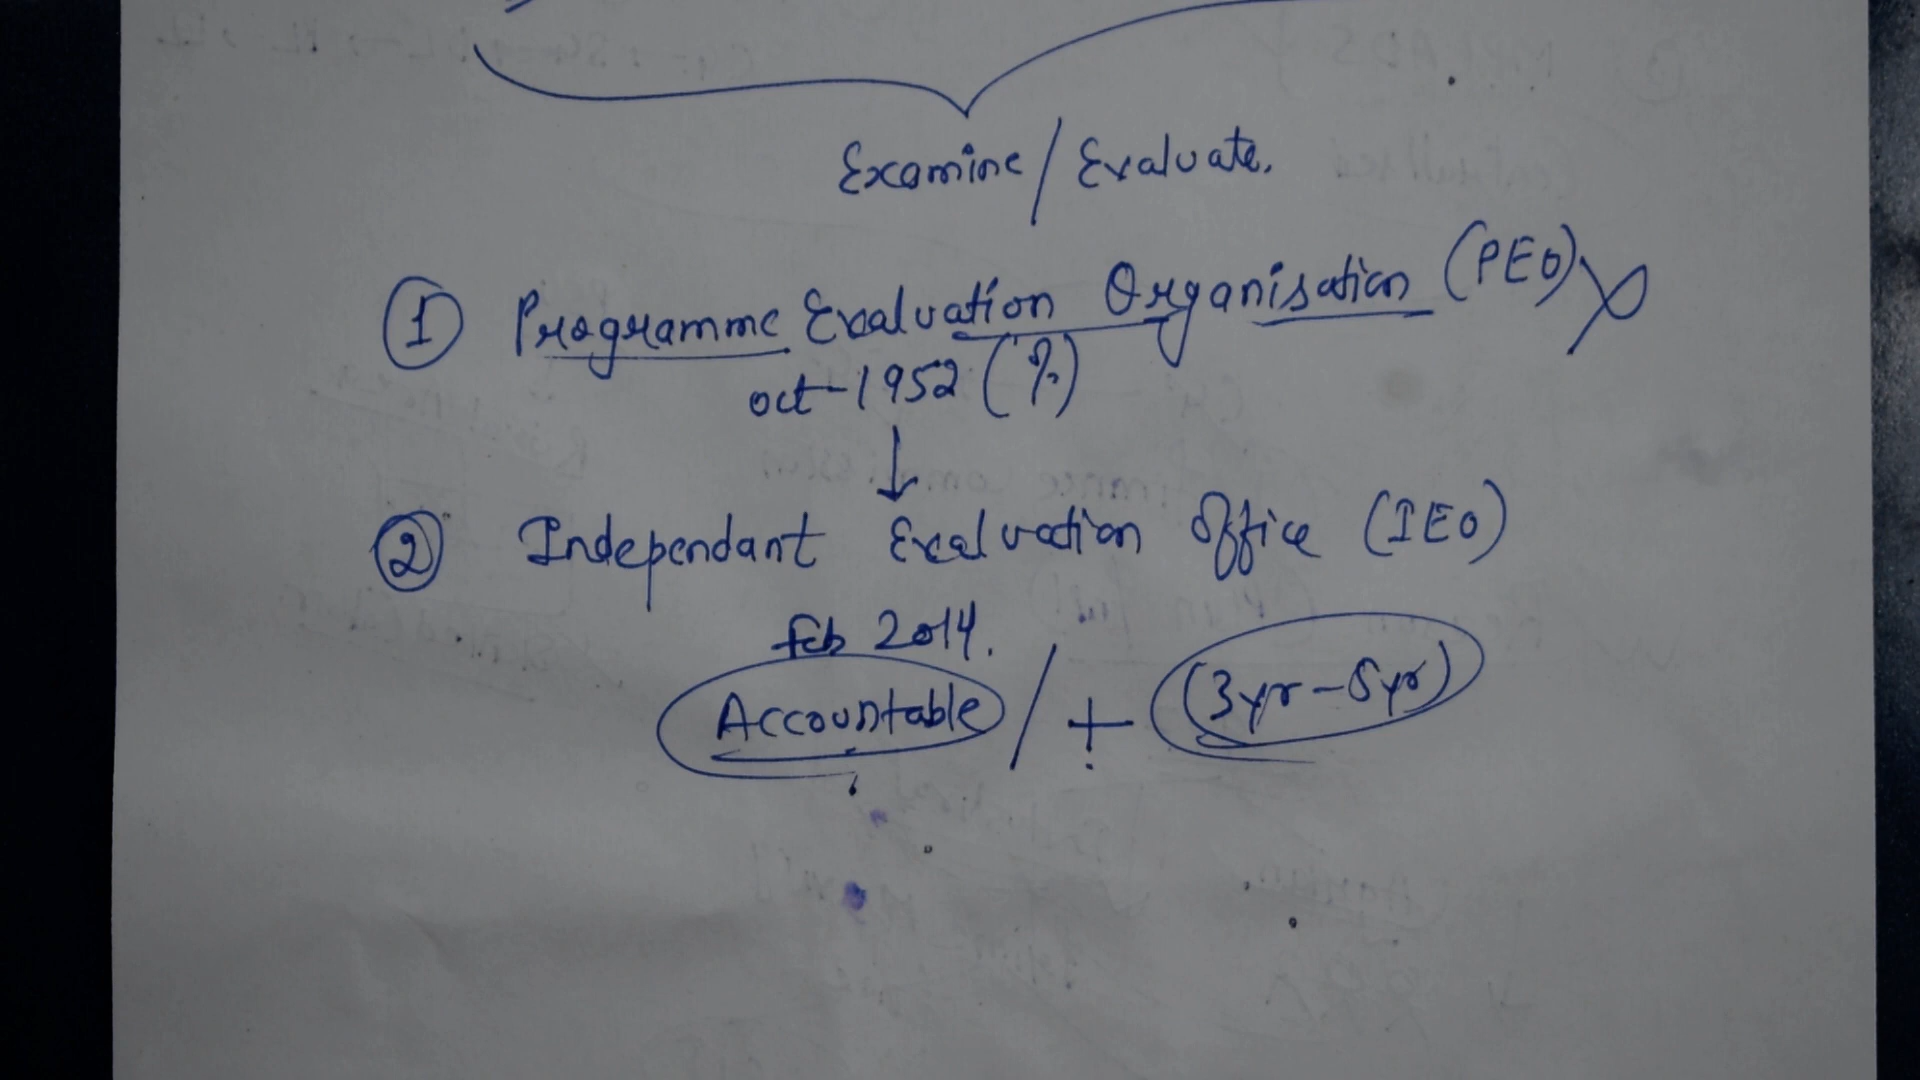 Examine / Evaluate.
① Programme Evaluation Organisation (PEO)
oct-1952 (%)
↓
② Independant Evaluation Office (IEO)
feb 2014.
Accountable / + (3yr-5yr)